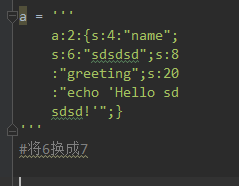 a = '''
a:2:{s:4:"name";
s:6:"sdsdsd";s:8
:"greeting";s:20
:"echo 'Hello sd
sdsd!'";}
'''
#将6换成7